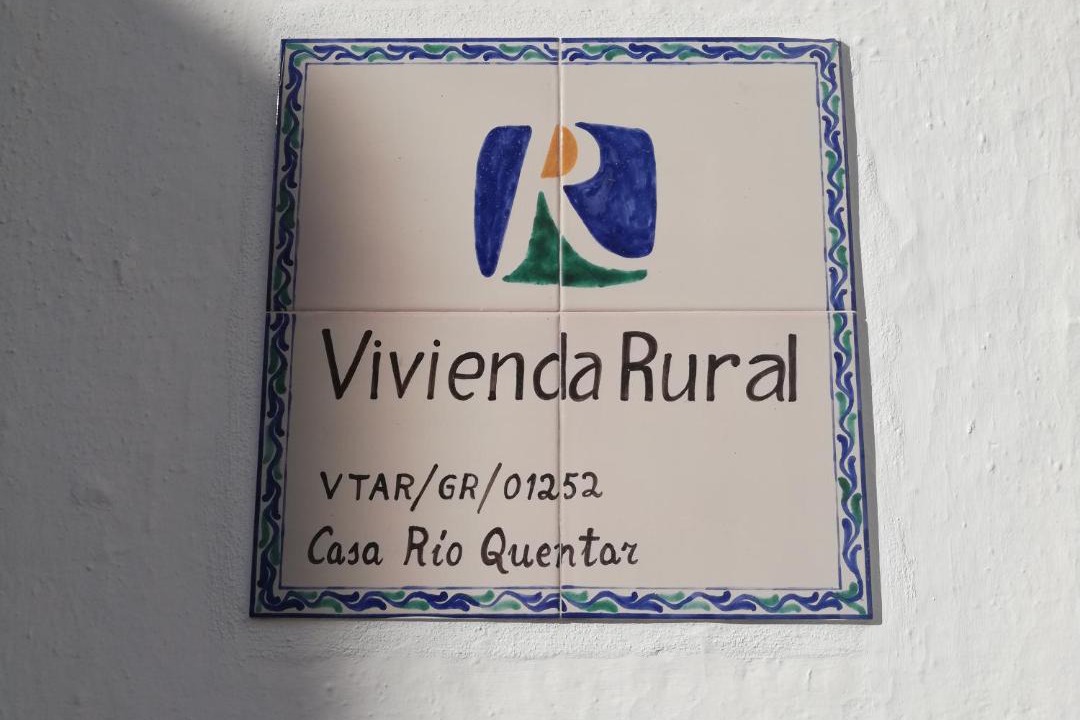 Vivienda Rural
VTAR/GR/01252
Casa Río Quentar